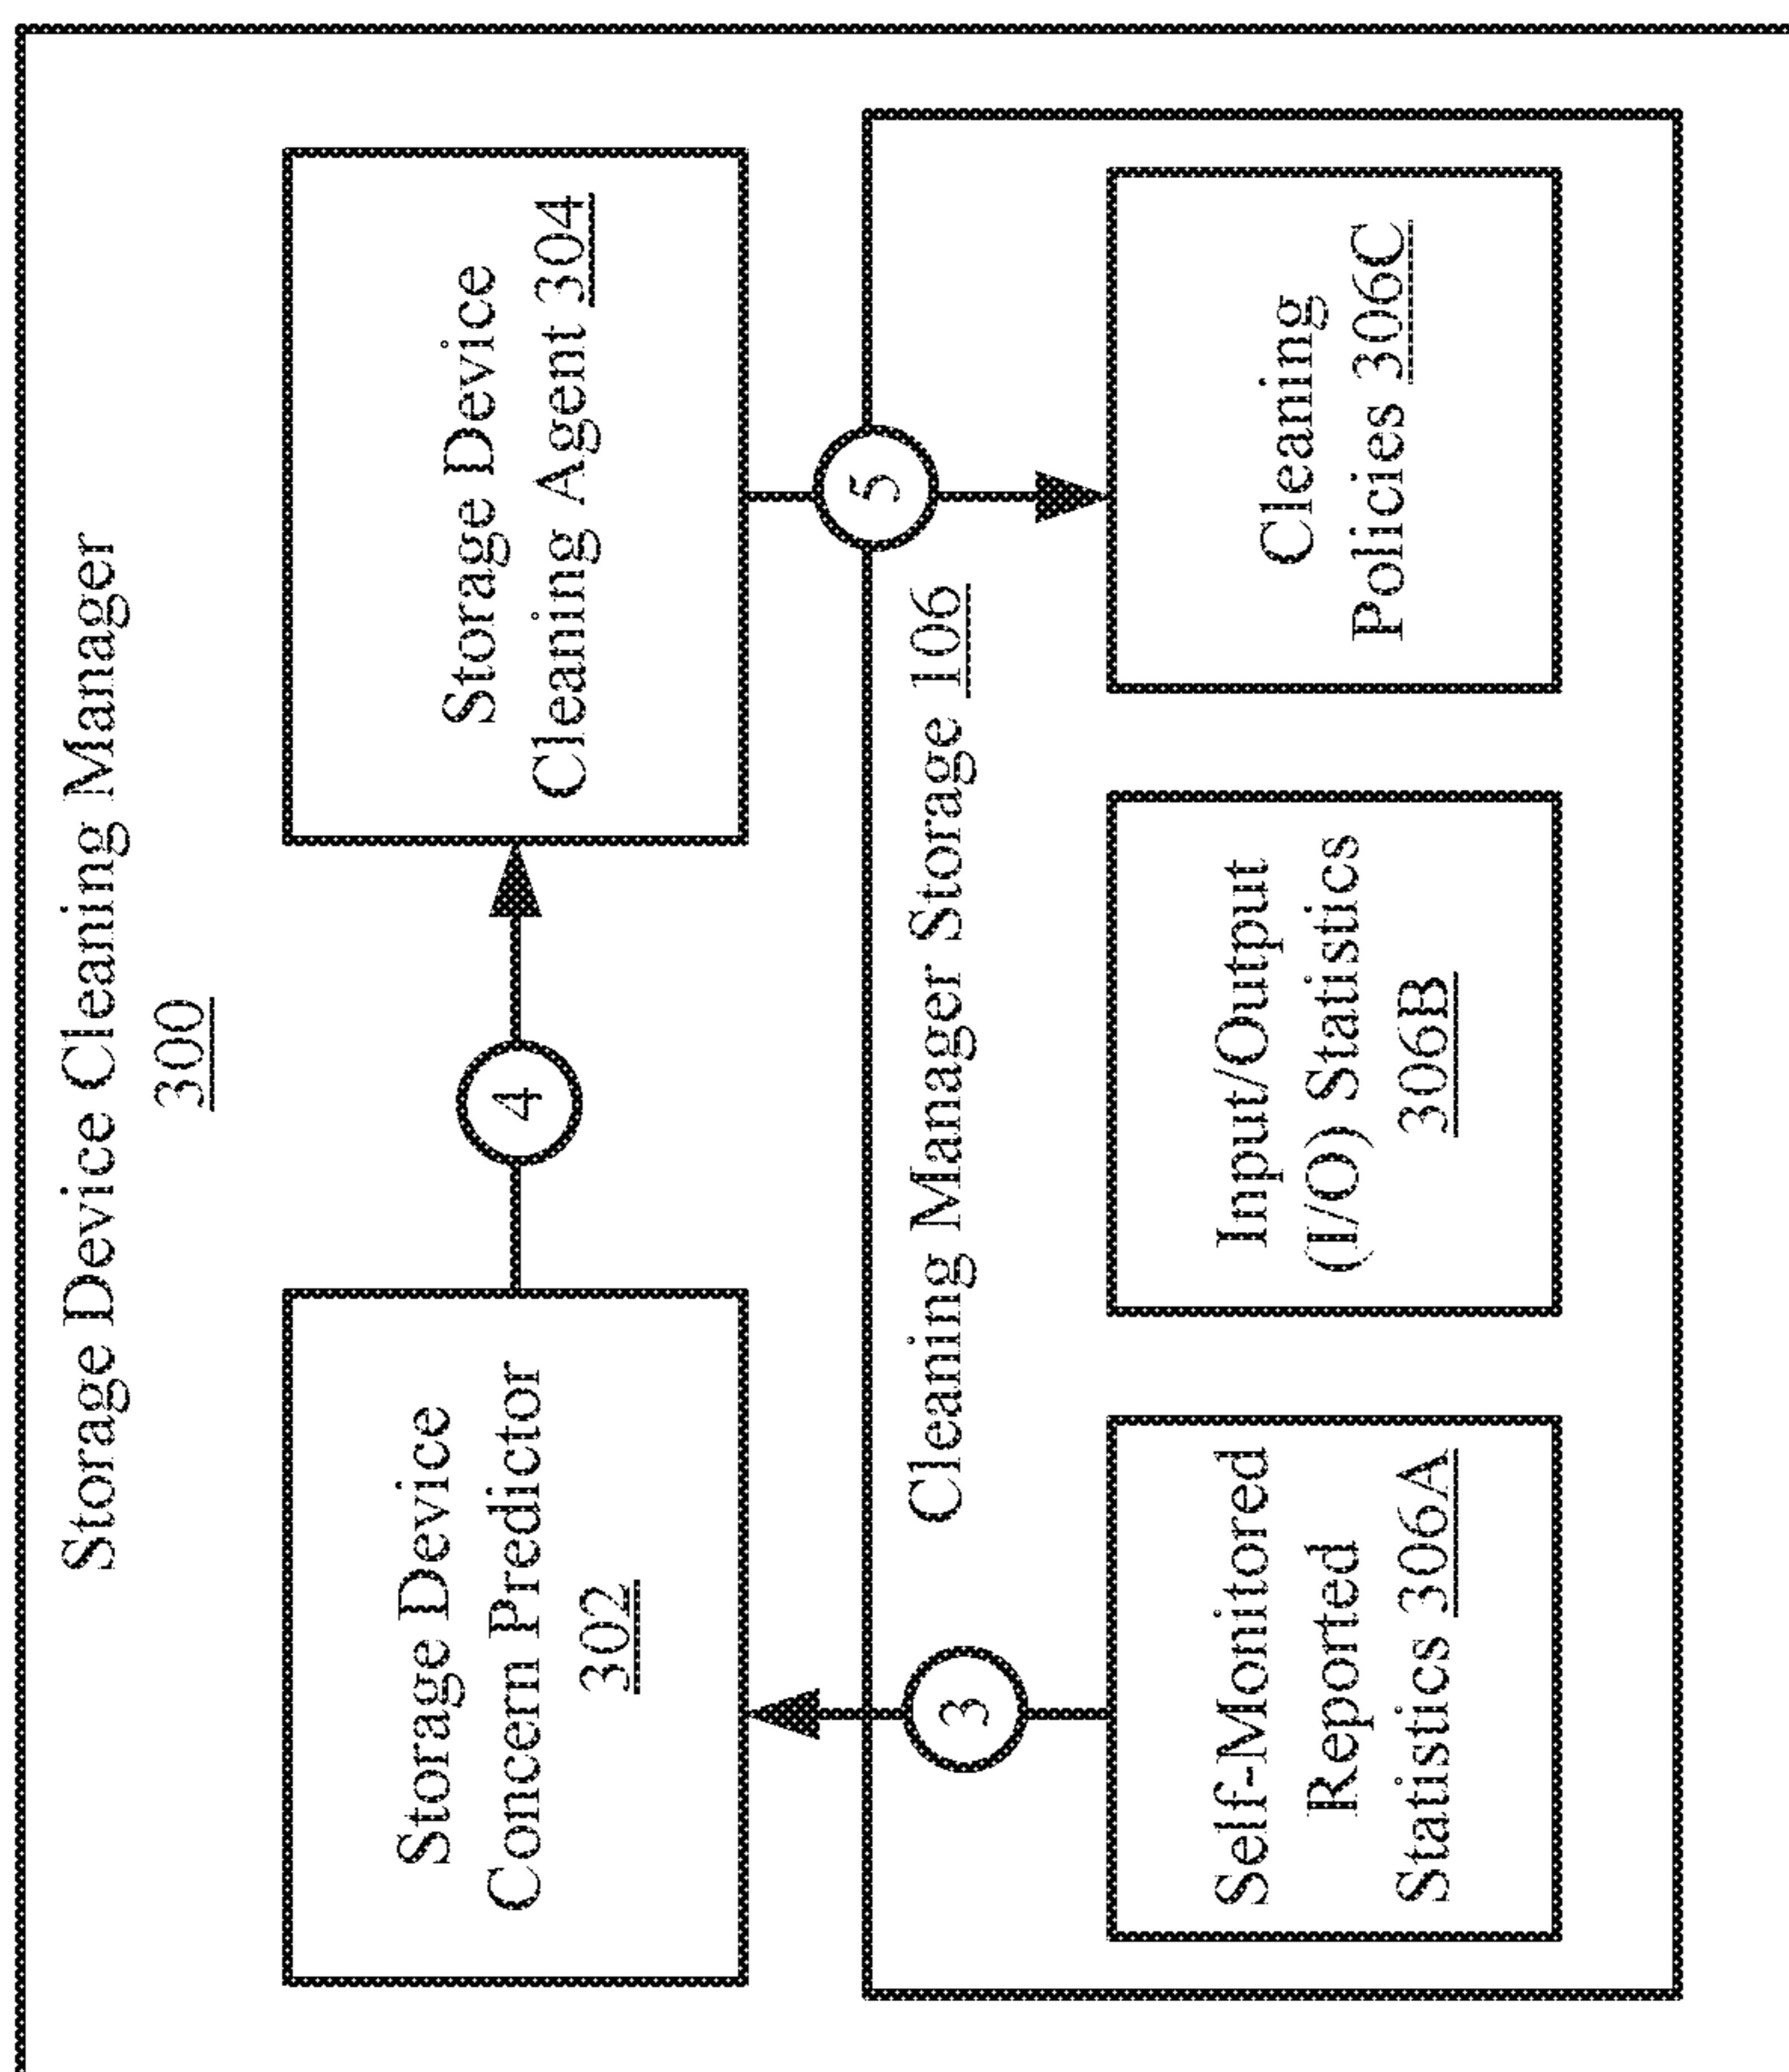 Storage Device Cleaning Manager
300
Storage Device
Concern Predictor
302
4
Storage Device
Cleaning Agent 304
3
Cleaning Manager Storage 106
5
Self-Monitored
Reported
Statistics 306A
Input/Output
(I/O) Statistics
306B
Cleaning
Policies 306C